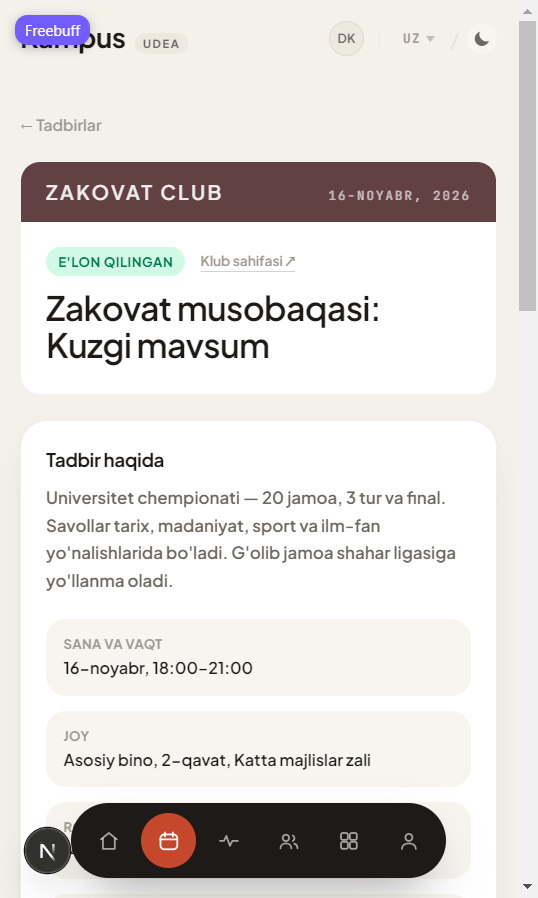 Freebuff
Kampus UDEA DK UZ /
← Tadbirlar
ZAKOVAT CLUB 16-NOYABR, 2026
E'LON QILINGAN Klub sahifasi ↗
Zakovat musobaqasi:
Kuzgi mavsum
Tadbir haqida
Universitet chempionati — 20 jamoa, 3 tur va final.
Savollar tarix, madaniyat, sport va ilm-fan
yo'nalishlarida bo'ladi. G'olib jamoa shahar ligasiga
yo'llanma oladi.
SANA VA VAQT
16-noyabr, 18:00–21:00
JOY
Asosiy bino, 2-qavat, Katta majlislar zali
N